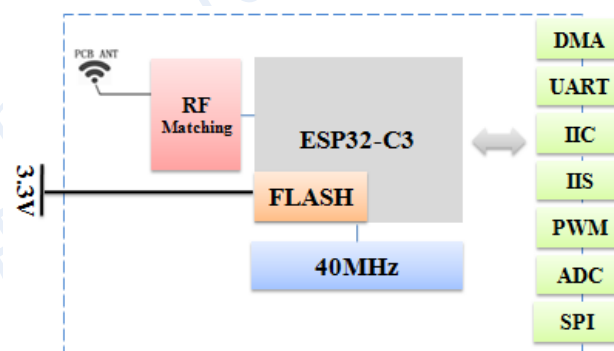 PCB ANT
RF
Matching
ESP32-C3
3.3V
FLASH
40MHz
DMA
UART
IIC
IIS
PWM
ADC
SPI